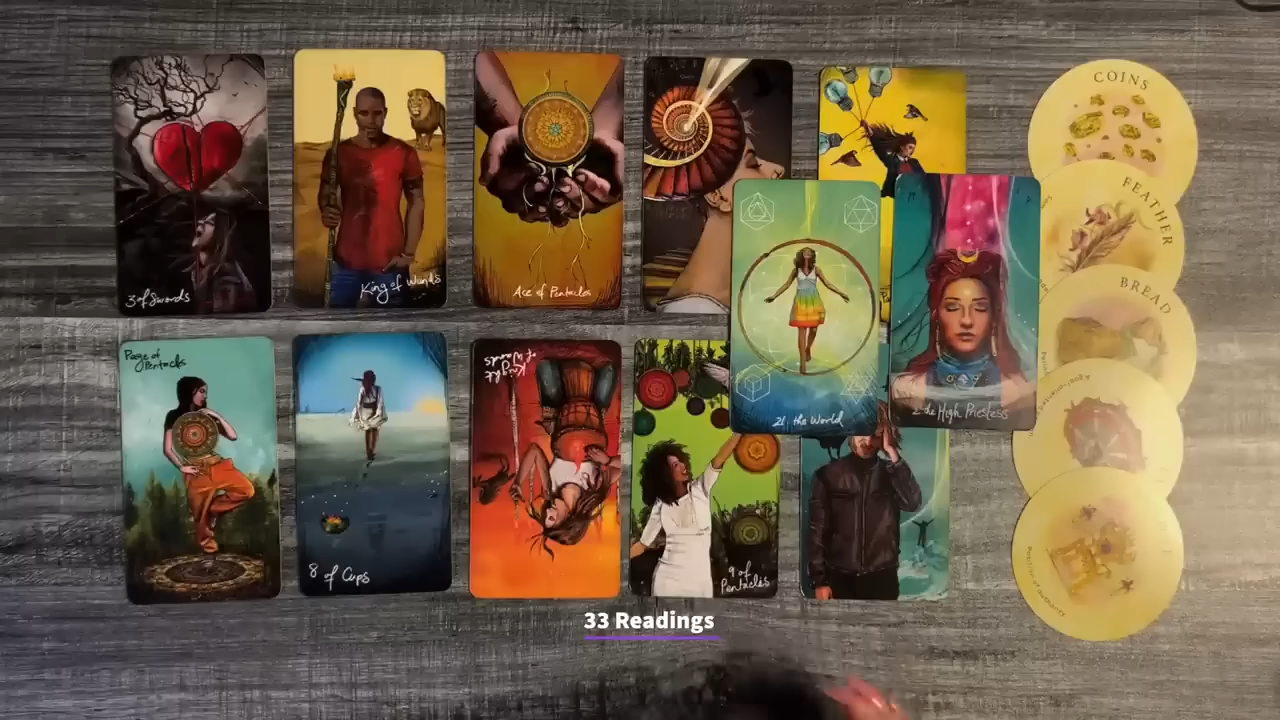 3 of Swords
King of Wands
Ace of Pentacles
COINS
FEATHER
BREAD
Page of
Pentacles
8 of Cups
Knight
of Wands
9 of
Pentacles
21 the World
2 the High Priestess
33 Readings